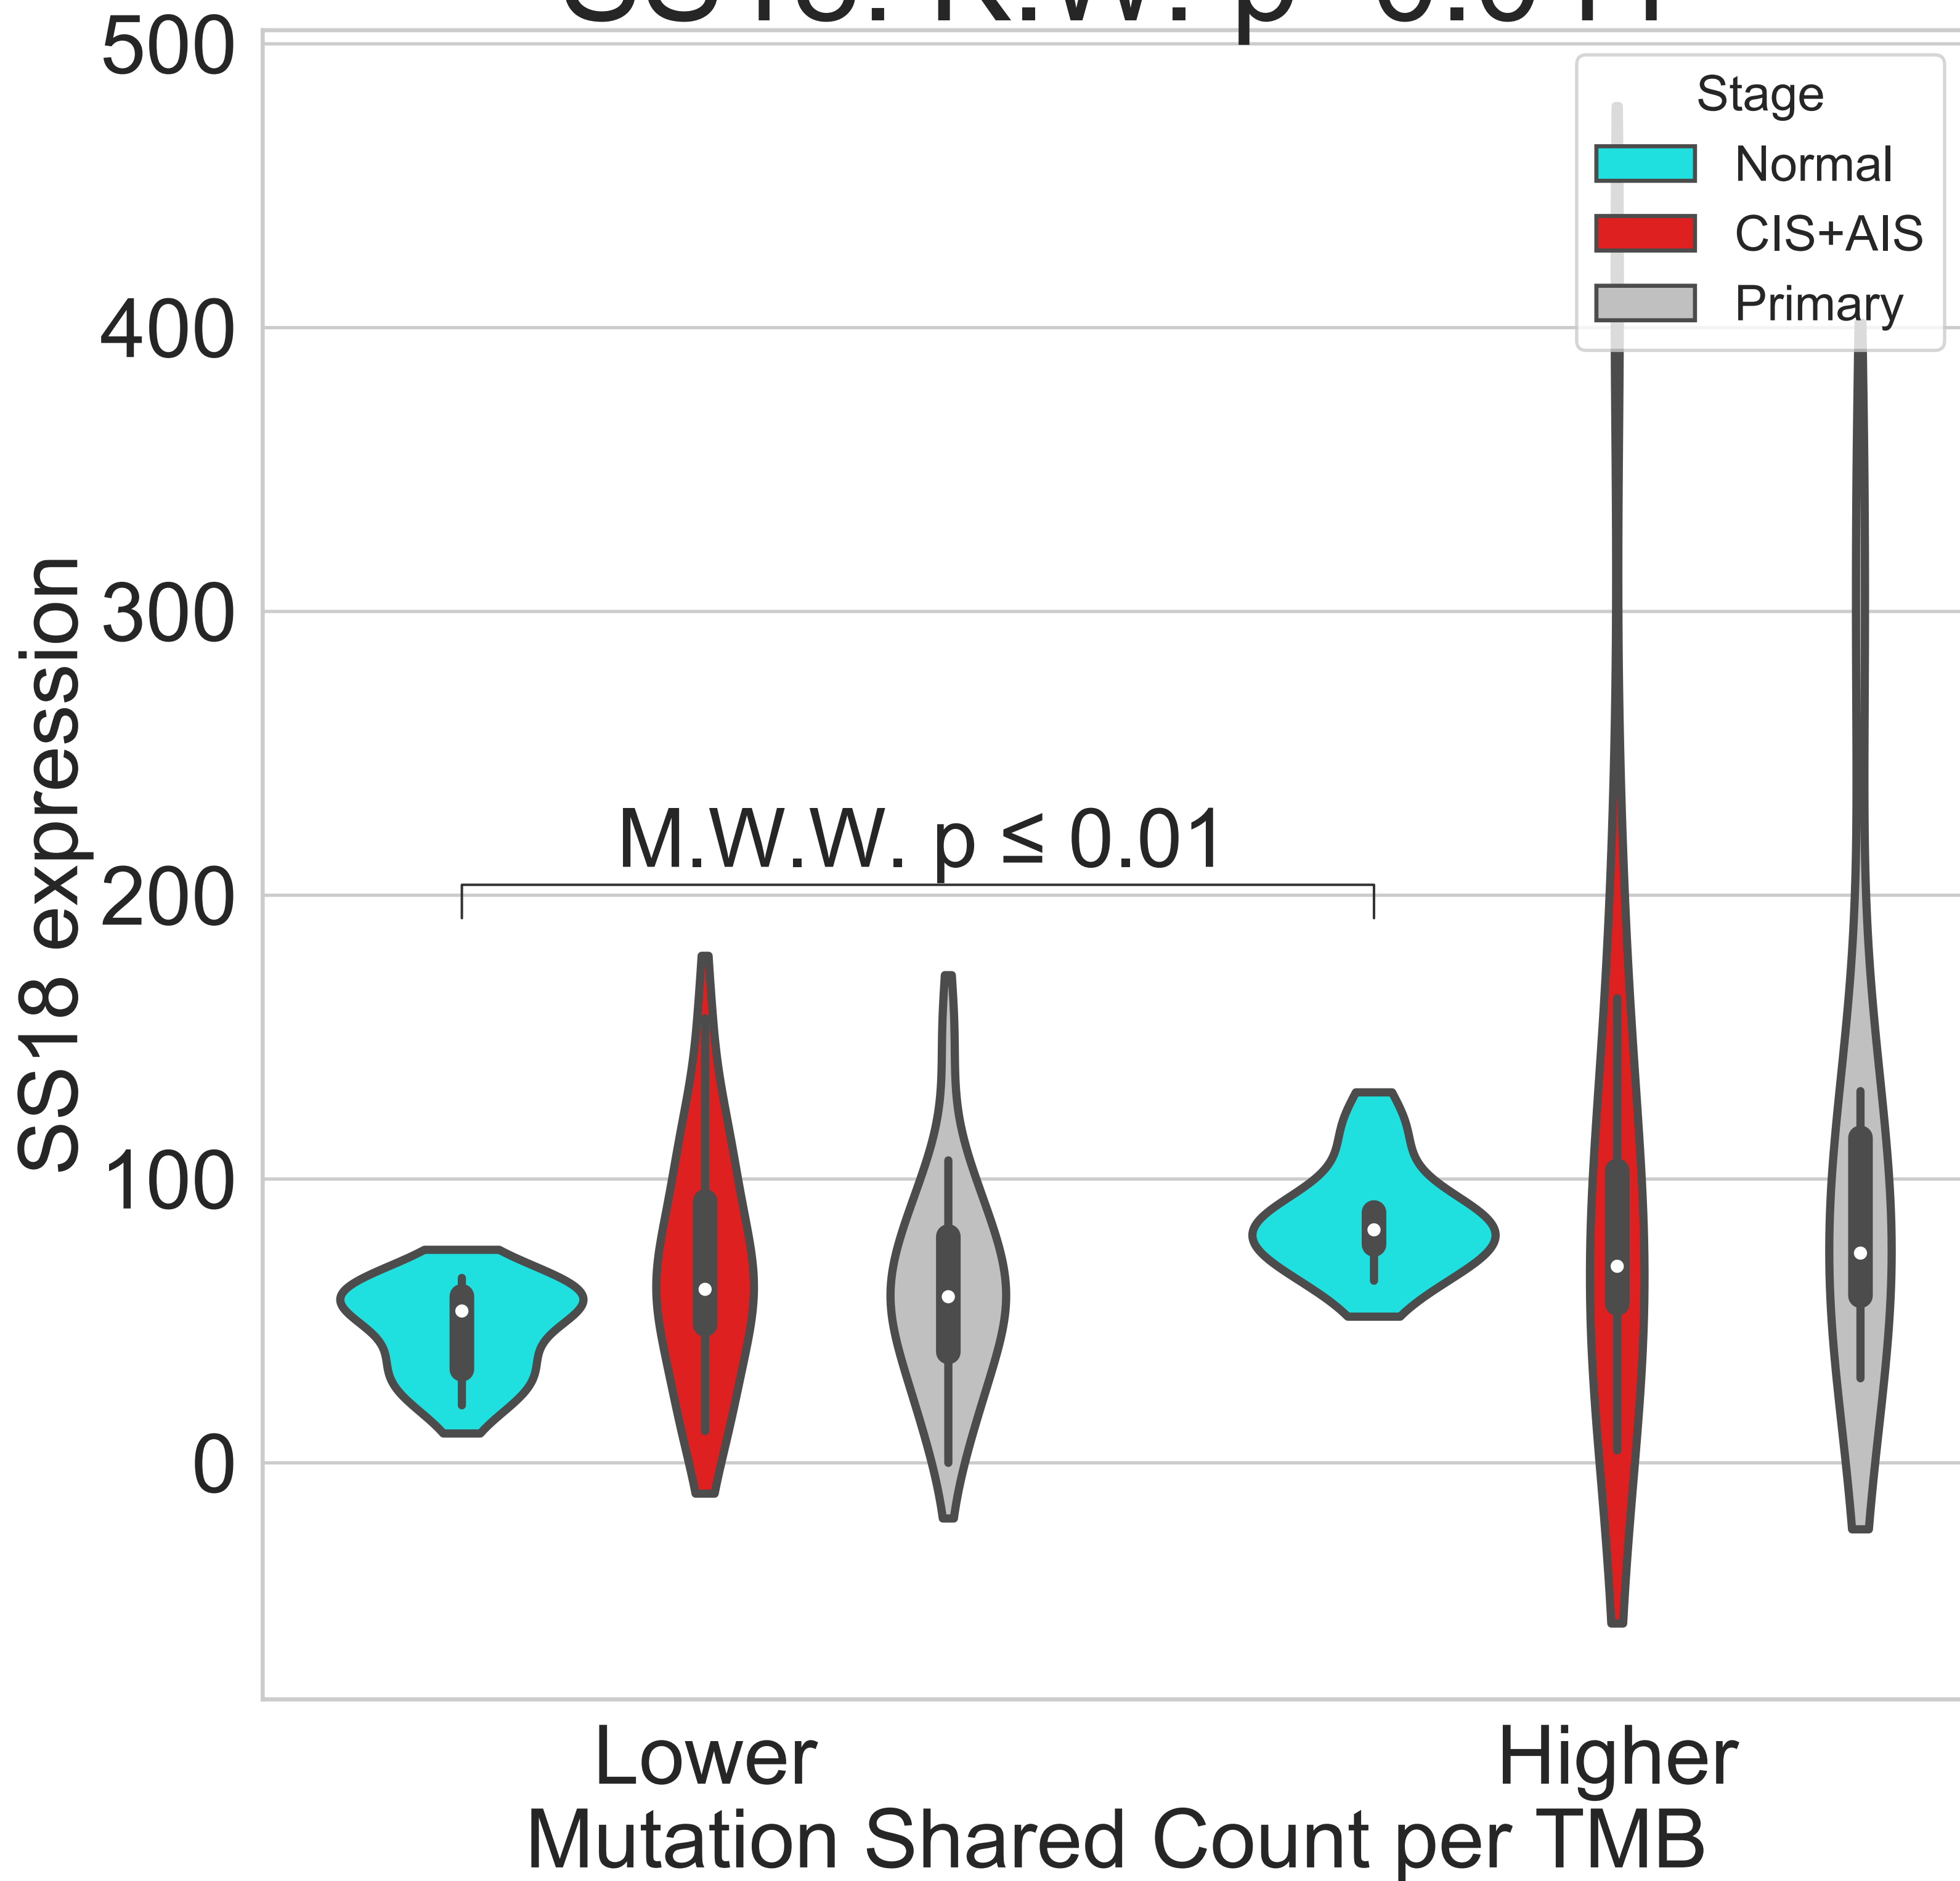 500
Stage
Normal
CIS+AIS
Primary
400
300
M.W.W. p ≤ 0.01
200
100
0
SS18 expression
Lower
Higher
Mutation Shared Count per TMB